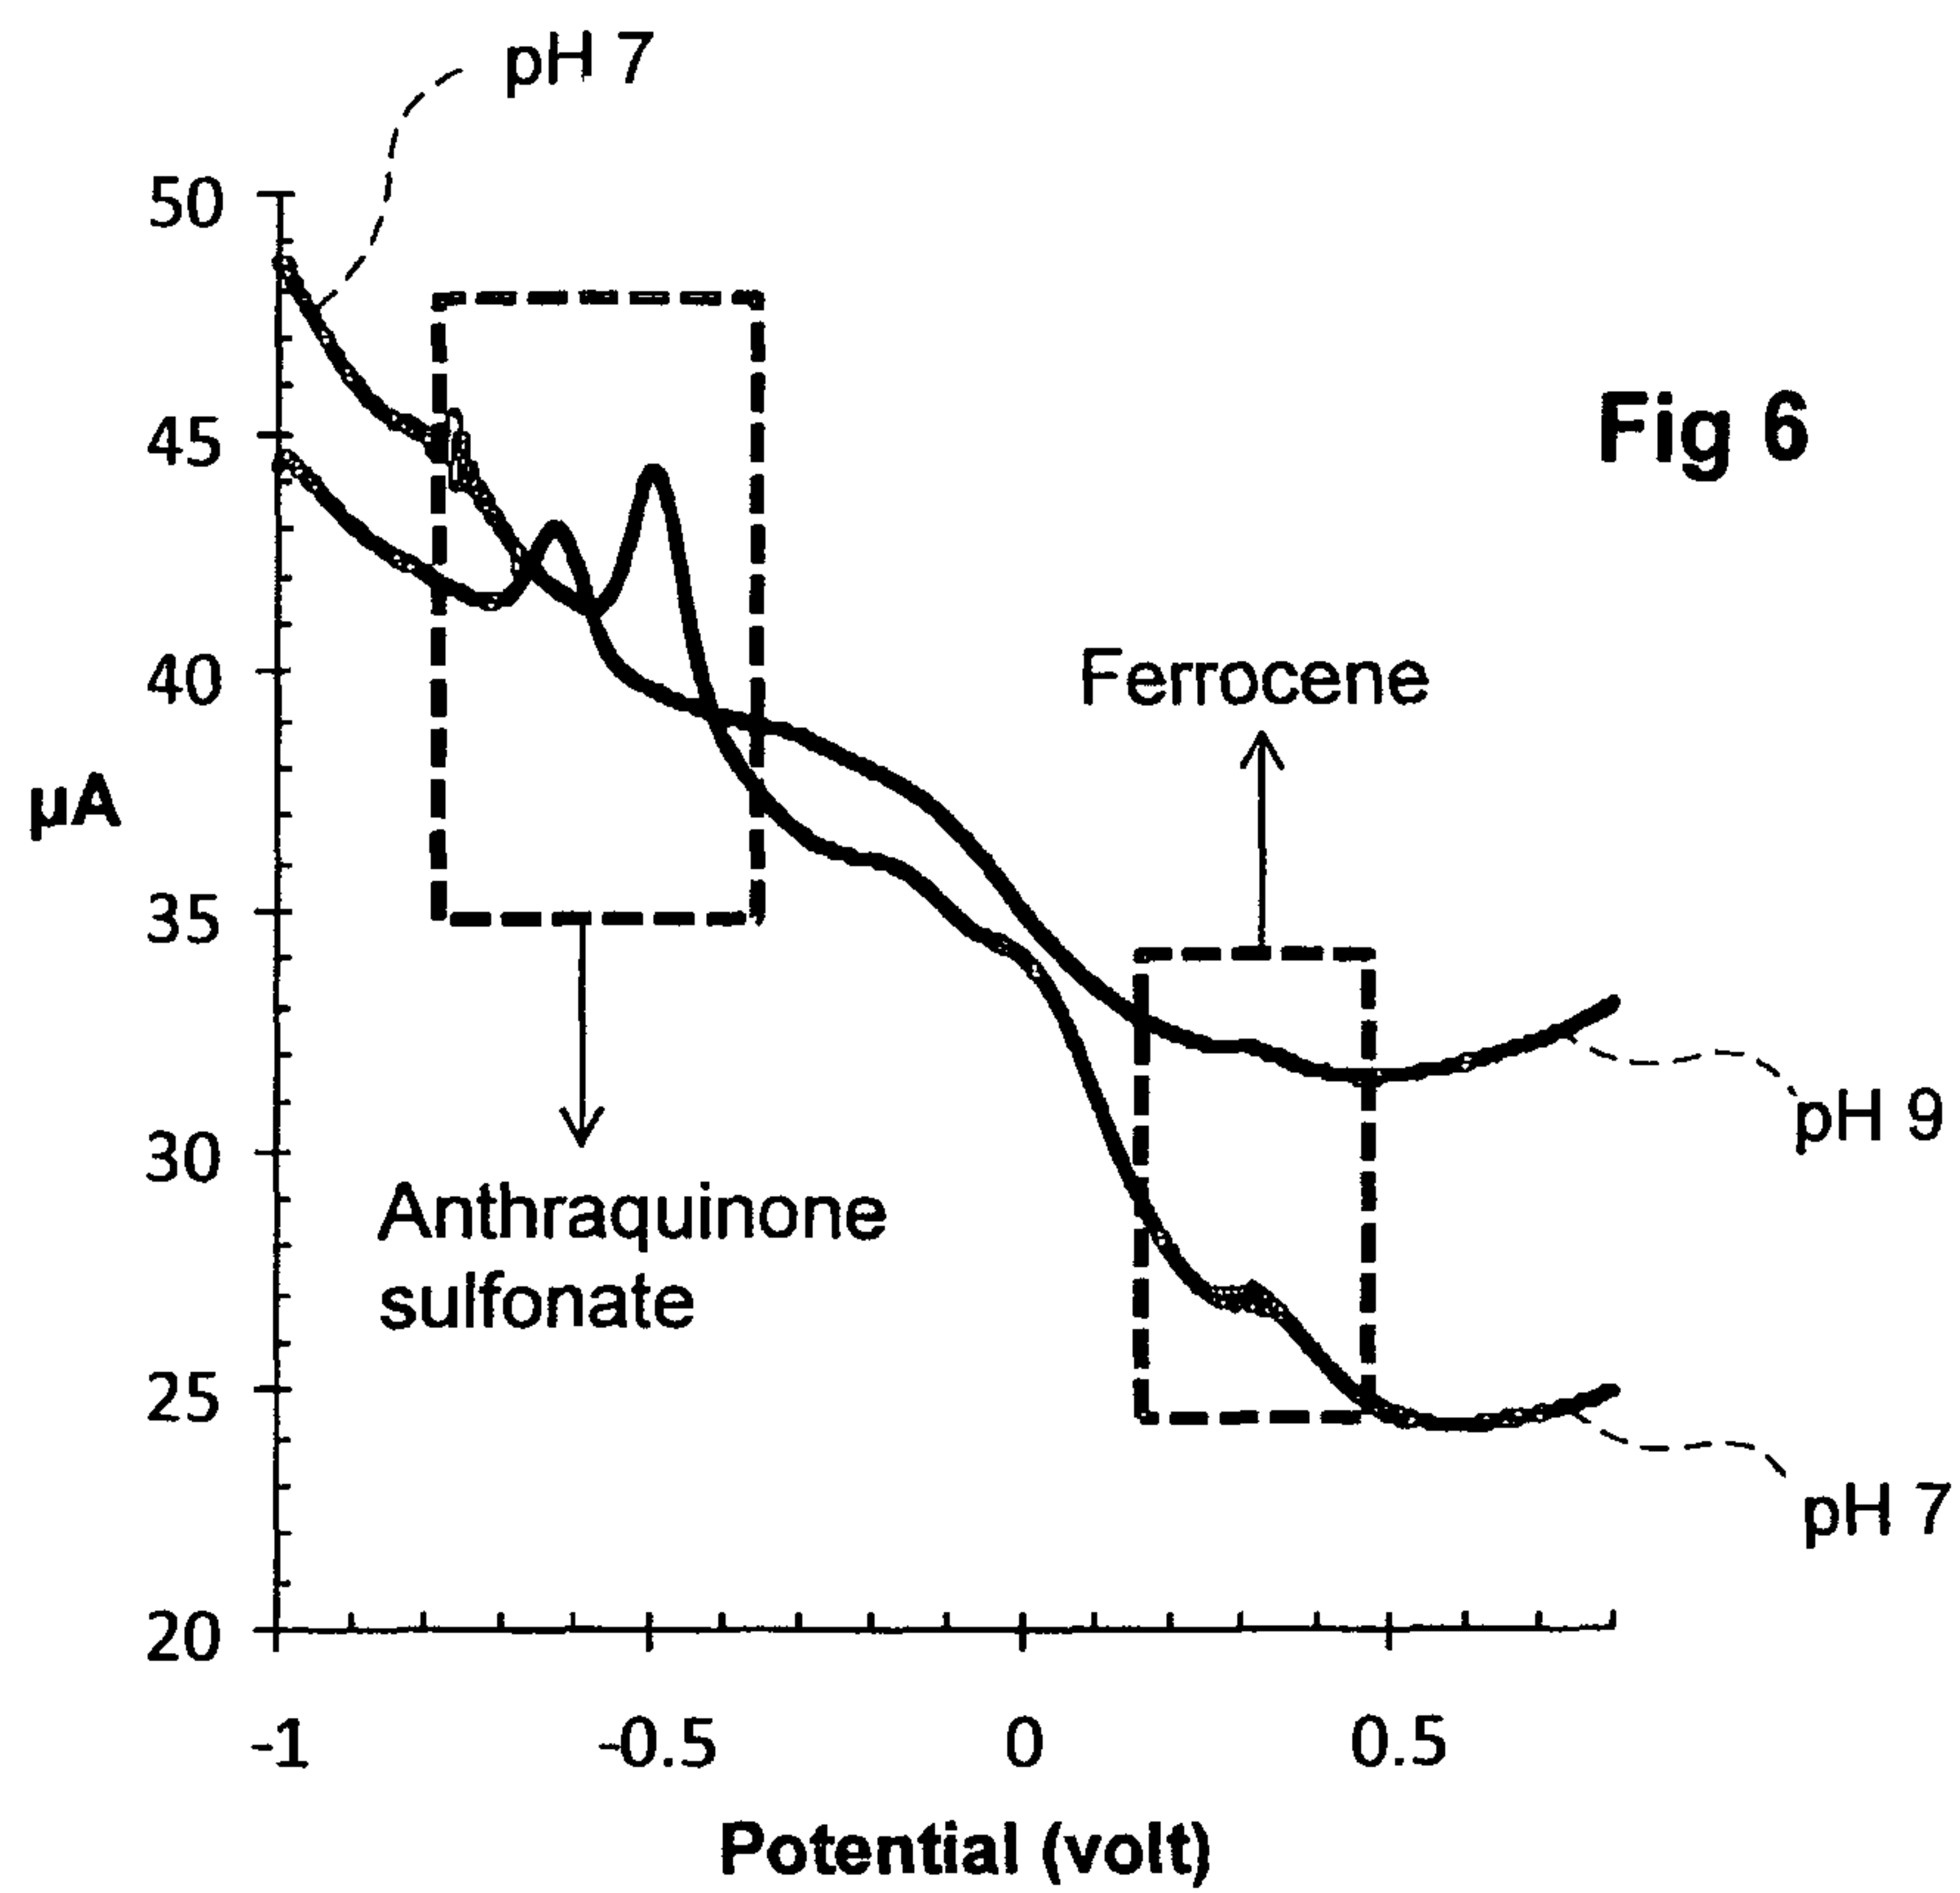 pH 7
50
45
Fig 6
40
Ferrocene
µA
35
pH 9
30
Anthraquinone
sulfonate
25
pH 7
20
-1
-0.5
0
0.5
Potential (volt)